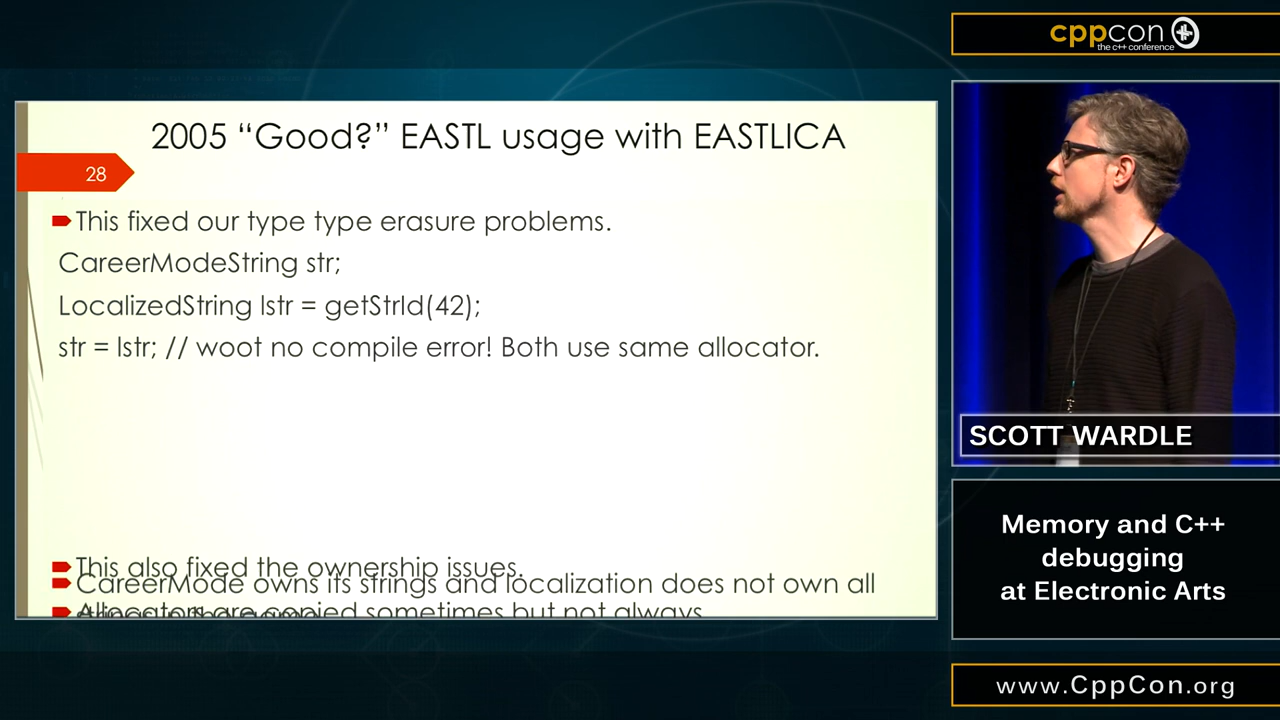 cppcon
the c++ conference
2005 “Good?” EASTL usage with EASTLICA
28
This fixed our type type erasure problems.
CareerModeString str;
LocalizedString lstr = getStrId(42);
str = lstr; // woot no compile error! Both use same allocator.
This also fixed the ownership issues.
CareerMode owns its strings and localization does not own all
Allocators are copied sometimes but not always
SCOTT WARDLE
Memory and C++
debugging
at Electronic Arts
www.CppCon.org